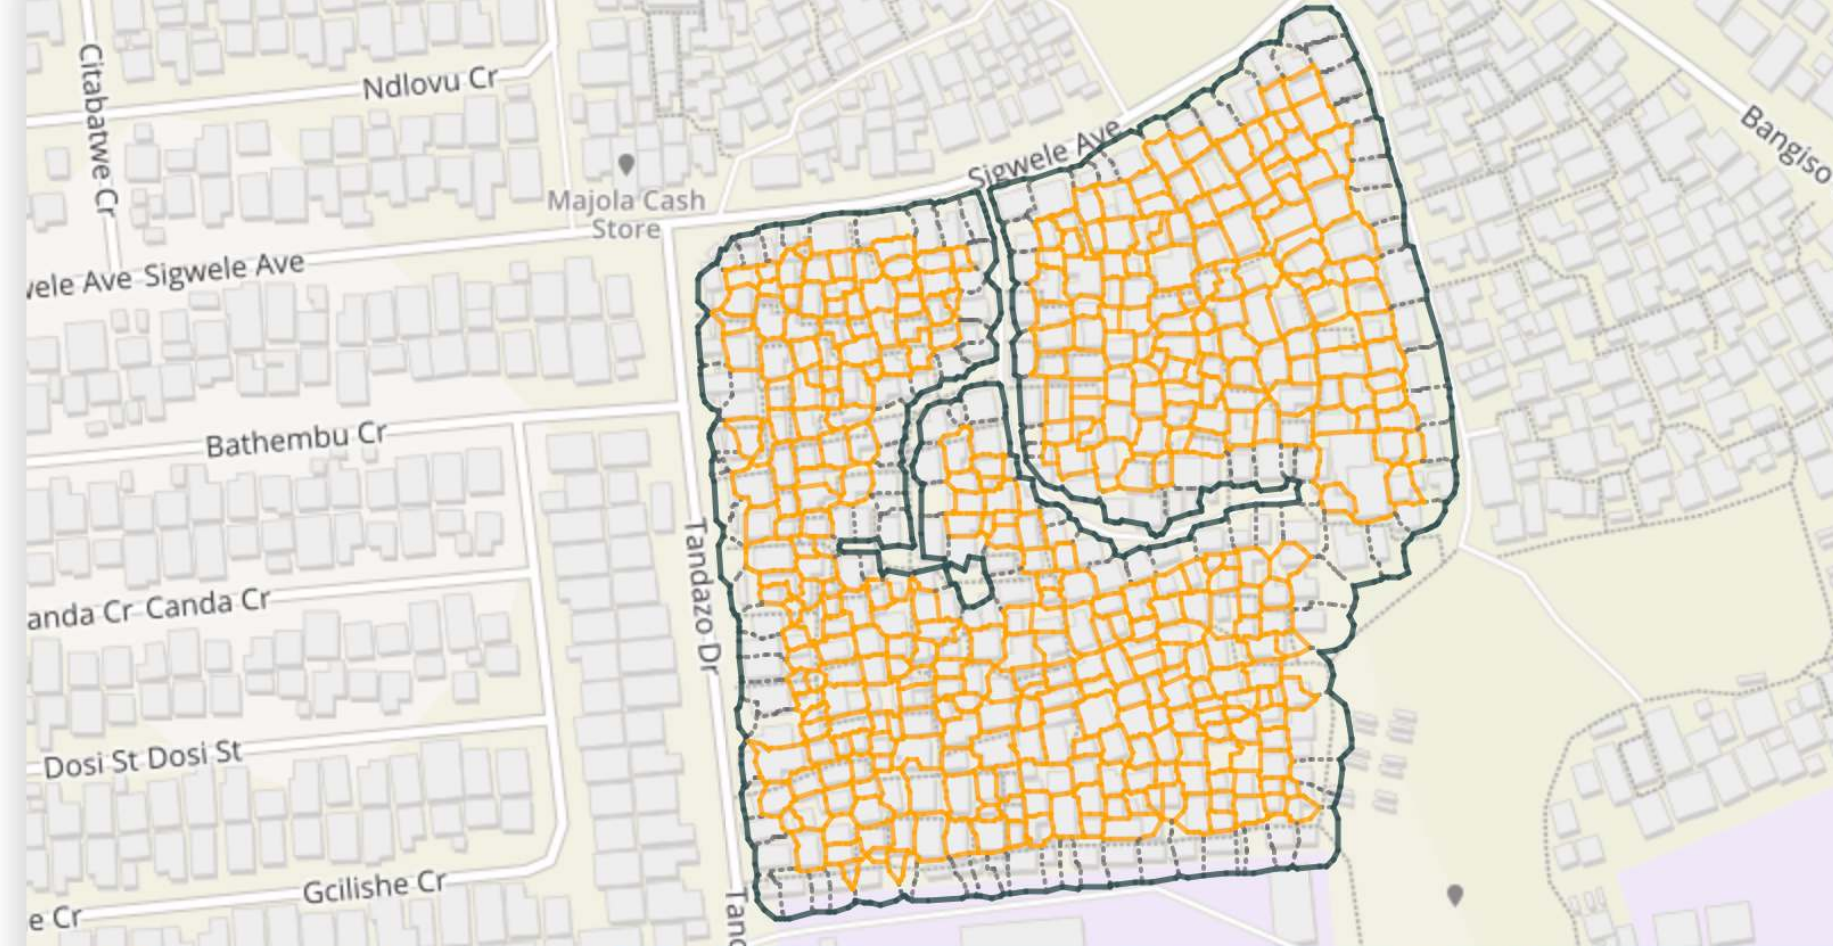 Citabatwe Cr
Ndlovu Cr
Bangiso
Sigwele Ave
Majola Cash
Store
wele Ave Sigwele Ave
Bathembu Cr
Tandazo Dr
anda Cr Canda Cr
Dosi St Dosi St
Gcilishe Cr
e Cr
Tand